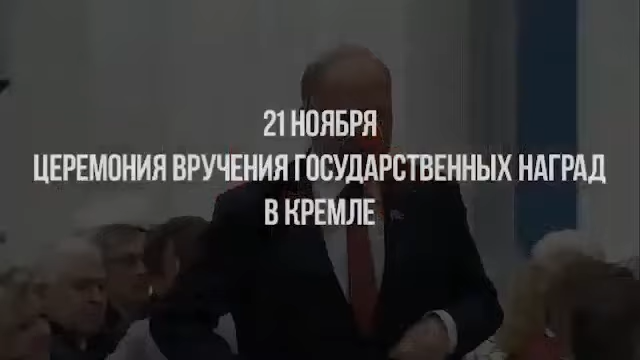 21 НОЯБРЯ
ЦЕРЕМОНИЯ ВРУЧЕНИЯ ГОСУДАРСТВЕННЫХ НАГРАД
В КРЕМЛЕ